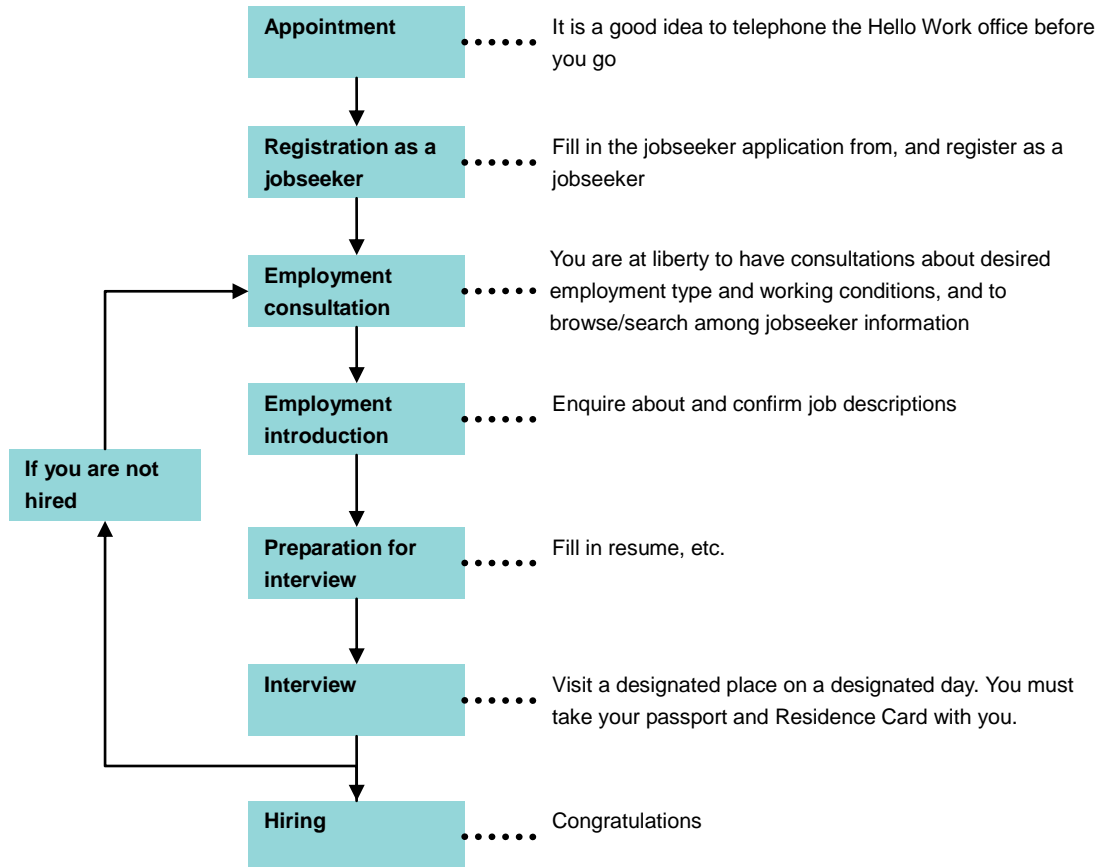 Appointment
It is a good idea to telephone the Hello Work office before
you go
Registration as a
jobseeker
Fill in the jobseeker application from, and register as a
jobseeker
Employment
consultation
You are at liberty to have consultations about desired
employment type and working conditions, and to
browse/search among jobseeker information
Employment
introduction
Enquire about and confirm job descriptions
If you are not
hired
Preparation for
interview
Fill in resume, etc.
Interview
Visit a designated place on a designated day. You must
take your passport and Residence Card with you.
Hiring
Congratulations